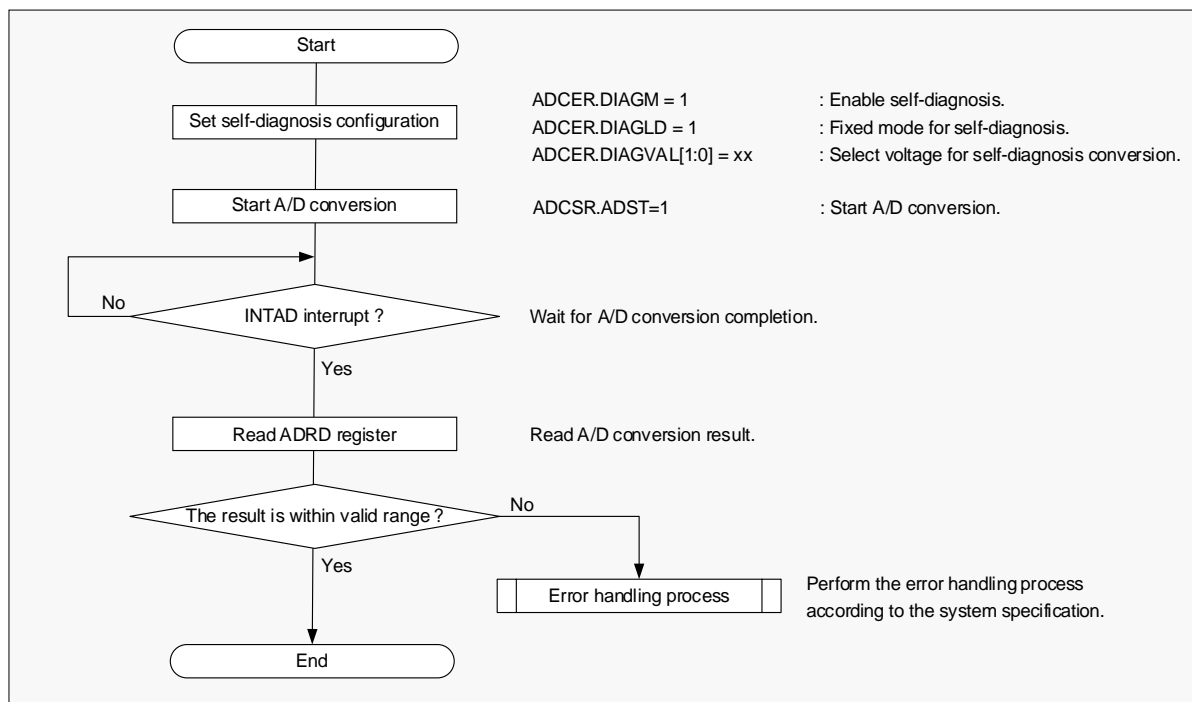 Start
Set self-diagnosis configuration
ADCER.DIAGM = 1 : Enable self-diagnosis.
ADCER.DIAGLD = 1 : Fixed mode for self-diagnosis.
ADCER.DIAGVAL[1:0] = xx : Select voltage for self-diagnosis conversion.
Start A/D conversion ADCSR.ADST=1 : Start A/D conversion.
No
INTAD interrupt ? Wait for A/D conversion completion.
Yes
Read ADRD register Read A/D conversion result.
The result is within valid range ?
No
Yes
Error handling process
Perform the error handling process
according to the system specification.
End